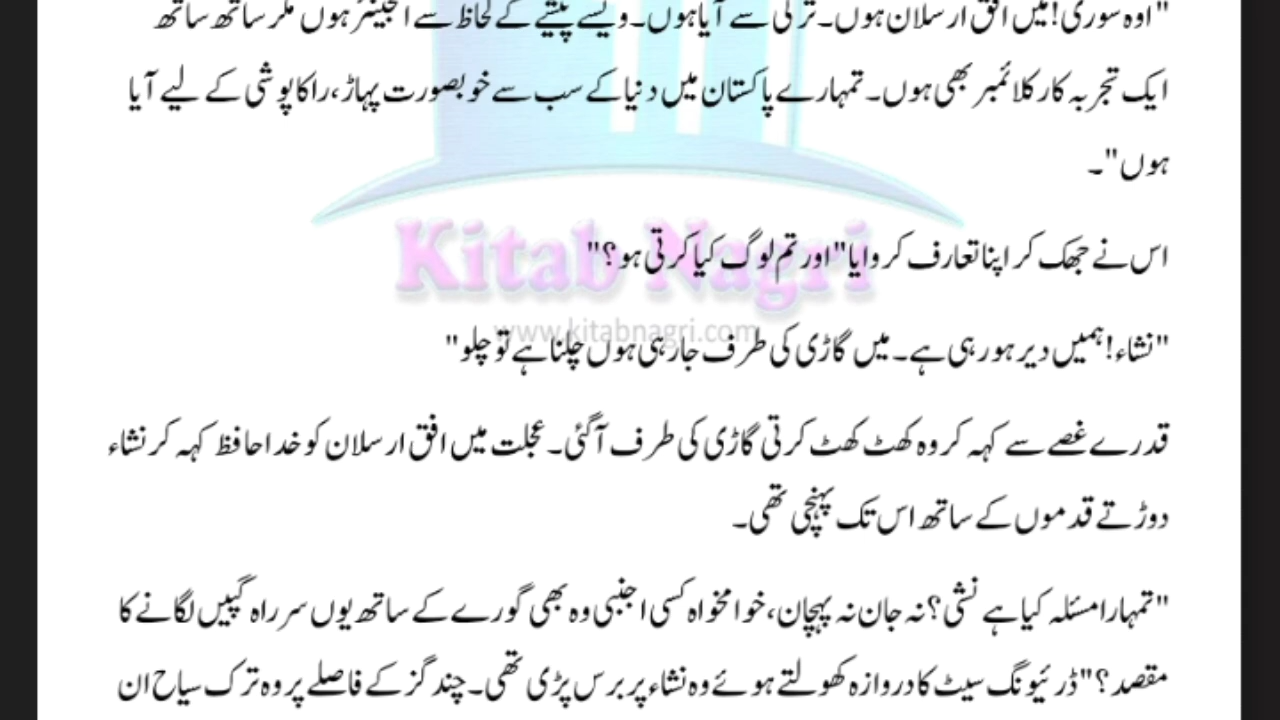 "اوہ سوری! میں افق ارسلان ہوں۔ ترکی سے آیا ہوں۔ ویسے پیشے کے لحاظ سے انجینئر ہوں مگر ساتھ ساتھ
ایک تجربہ کار کلائمبر بھی ہوں۔ تمہارے پاکستان میں دنیا کے سب سے خوبصورت پہاڑ، راکاپوشی کے لیے آیا
ہوں"۔
اس نے جھک کر اپنا تعارف کروایا "اور تم لوگ کیا کرتی ہو؟"
Kitab Nagri
www.kitabnagri.com
"نشاء! ہمیں دیر ہو رہی ہے۔ میں گاڑی کی طرف جا رہی ہوں چلنا ہے تو چلو"
قدرے غصے سے کہہ کر وہ کھٹ کھٹ کرتی گاڑی کی طرف آگئی۔ عجلت میں افق ارسلان کو خدا حافظ کہہ کر نشاء
دوڑتے قدموں کے ساتھ اس تک پہنچی تھی۔
"تمہارا مسئلہ کیا ہے نشی؟ نہ جان نہ پہچان، خوامخواہ کسی اجنبی وہ بھی گورے کے ساتھ یوں سر راہ گپیں لگانے کا
مقصد؟" ڈرئیونگ سیٹ کا دروازہ کھولتے ہوئے وہ نشاء پر برس پڑی تھی۔ چند گز کے فاصلے پر وہ ترک سیاح ان